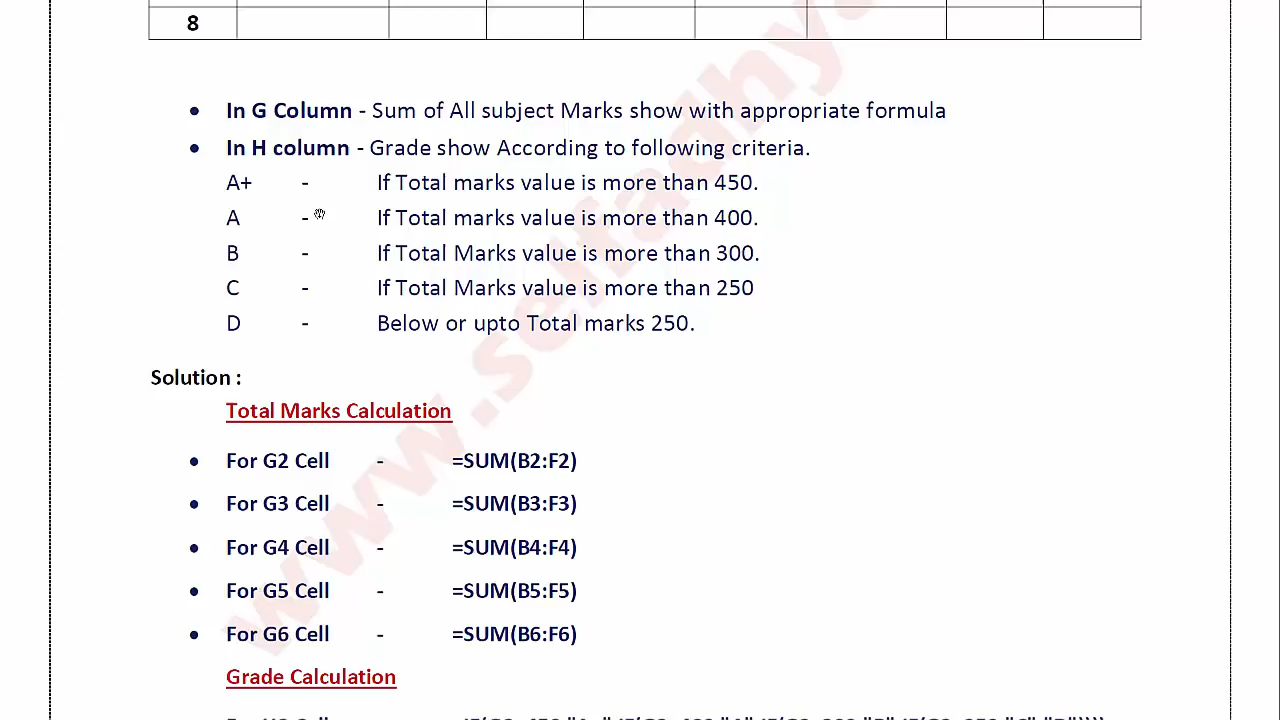 8
• In G Column - Sum of All subject Marks show with appropriate formula
• In H column - Grade show According to following criteria.
A+ - If Total marks value is more than 450.
A - If Total marks value is more than 400.
B - If Total Marks value is more than 300.
C - If Total Marks value is more than 250
D - Below or upto Total marks 250.
Solution :
Total Marks Calculation
• For G2 Cell - =SUM(B2:F2)
• For G3 Cell - =SUM(B3:F3)
• For G4 Cell - =SUM(B4:F4)
• For G5 Cell - =SUM(B5:F5)
• For G6 Cell - =SUM(B6:F6)
Grade Calculation
www.selfadhya